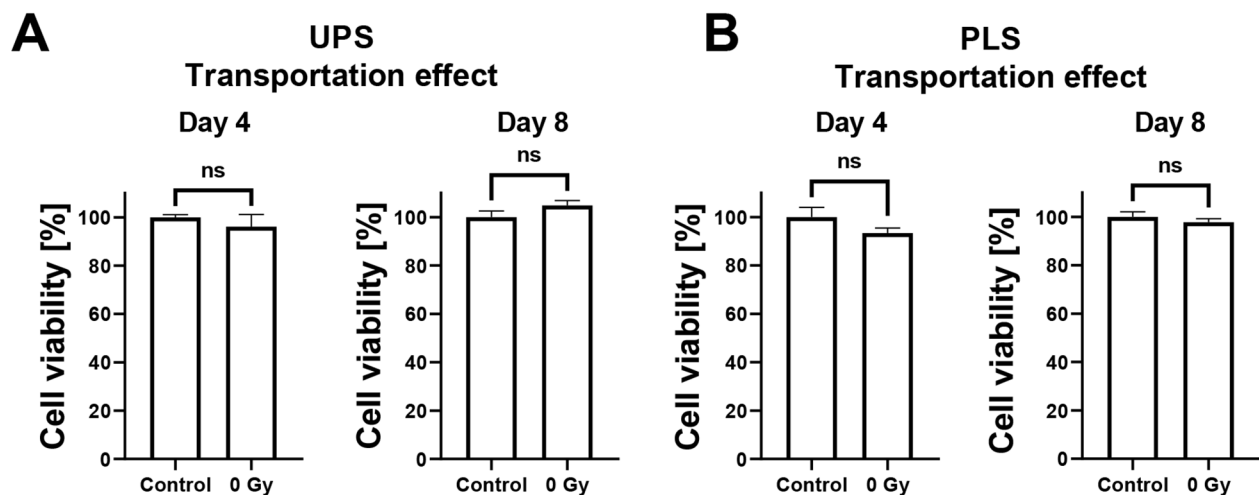 A
UPS
Transportation effect
Day 4
ns
Cell viability [%]
100
80
60
40
20
0
Control 0 Gy
Day 8
ns
Cell viability [%]
100
80
60
40
20
0
Control 0 Gy
B
PLS
Transportation effect
Day 4
ns
Cell viability [%]
100
80
60
40
20
0
Control 0 Gy
Day 8
ns
Cell viability [%]
100
80
60
40
20
0
Control 0 Gy